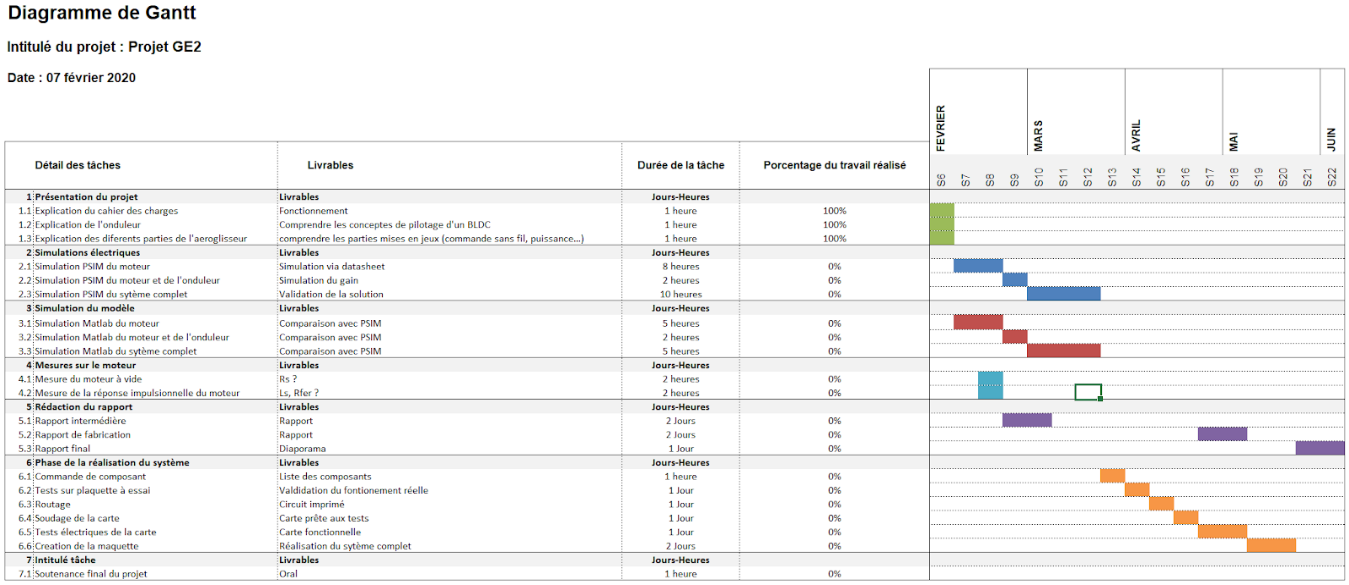 Diagramme de Gantt
Intitulé du projet : Projet GE2
Date : 07 février 2020
FEVRIER MARS AVRIL MAI JUIN
Détail des tâches Livrables Durée de la tâche Porcentage du travail réalisé S6 S7 S8 S9 S10 S11 S12 S13 S14 S15 S16 S17 S18 S19 S20 S21 S22
1 Présentation du projet Livrables Jours-Heures
1.1 Explication du cahier des charges Fonctionnement 1 heure 100%
1.2 Explication de l'onduleur Comprendre les conceptes de pilotage d'un BLDC 1 heure 100%
1.3 Explication des diferents parties de l'aeroglisseur comprendre les parties mises en jeux (commande sans fil, puissance...) 1 heure 100%
2 Simulations électriques Livrables Jours-Heures
2.1 Simulation PSIM du moteur Simulation via datasheet 8 heures 0%
2.2 Simulation PSIM du moteur et de l'onduleur Simulation du gain 2 heures 0%
2.3 Simulation PSIM du sytème complet Validation de la solution 10 heures 0%
3 Simulation du modèle Livrables Jours-Heures
3.1 Simulation Matlab du moteur Comparaison avec PSIM 5 heures 0%
3.2 Simulation Matlab du moteur et de l'onduleur Comparaison avec PSIM 2 heures 0%
3.3 Simulation Matlab du sytème complet Comparaison avec PSIM 5 heures 0%
4 Mesures sur le moteur Livrables Jours-Heures
4.1 Mesure du moteur à vide Rs ? 2 heures 0%
4.2 Mesure de la réponse impulsionnelle du moteur Ls, Rfer ? 2 heures 0%
5 Rédaction du rapport Livrables Jours-Heures
5.1 Rapport intermédière Rapport 2 Jours 0%
5.2 Rapport de fabrication Rapport 2 Jours 0%
5.3 Rapport final Diaporama 1 Jour 0%
6 Phase de la réalisation du système Livrables Jours-Heures
6.1 Commande de composant Liste des composants 1 heure 0%
6.2 Tests sur plaquette à essai Valdidation du fontionement réelle 1 Jour 0%
6.3 Routage Circuit imprimé 1 Jour 0%
6.4 Soudage de la carte Carte prête aux tests 1 Jour 0%
6.5 Tests électriques de la carte Carte fonctionelle 1 Jour 0%
6.6 Creation de la maquette Réalisation du sytème complet 2 Jours 0%
7 Intitulé tâche Livrables Jours-Heures
7.1 Soutenance final du projet Oral 1 heure 0%